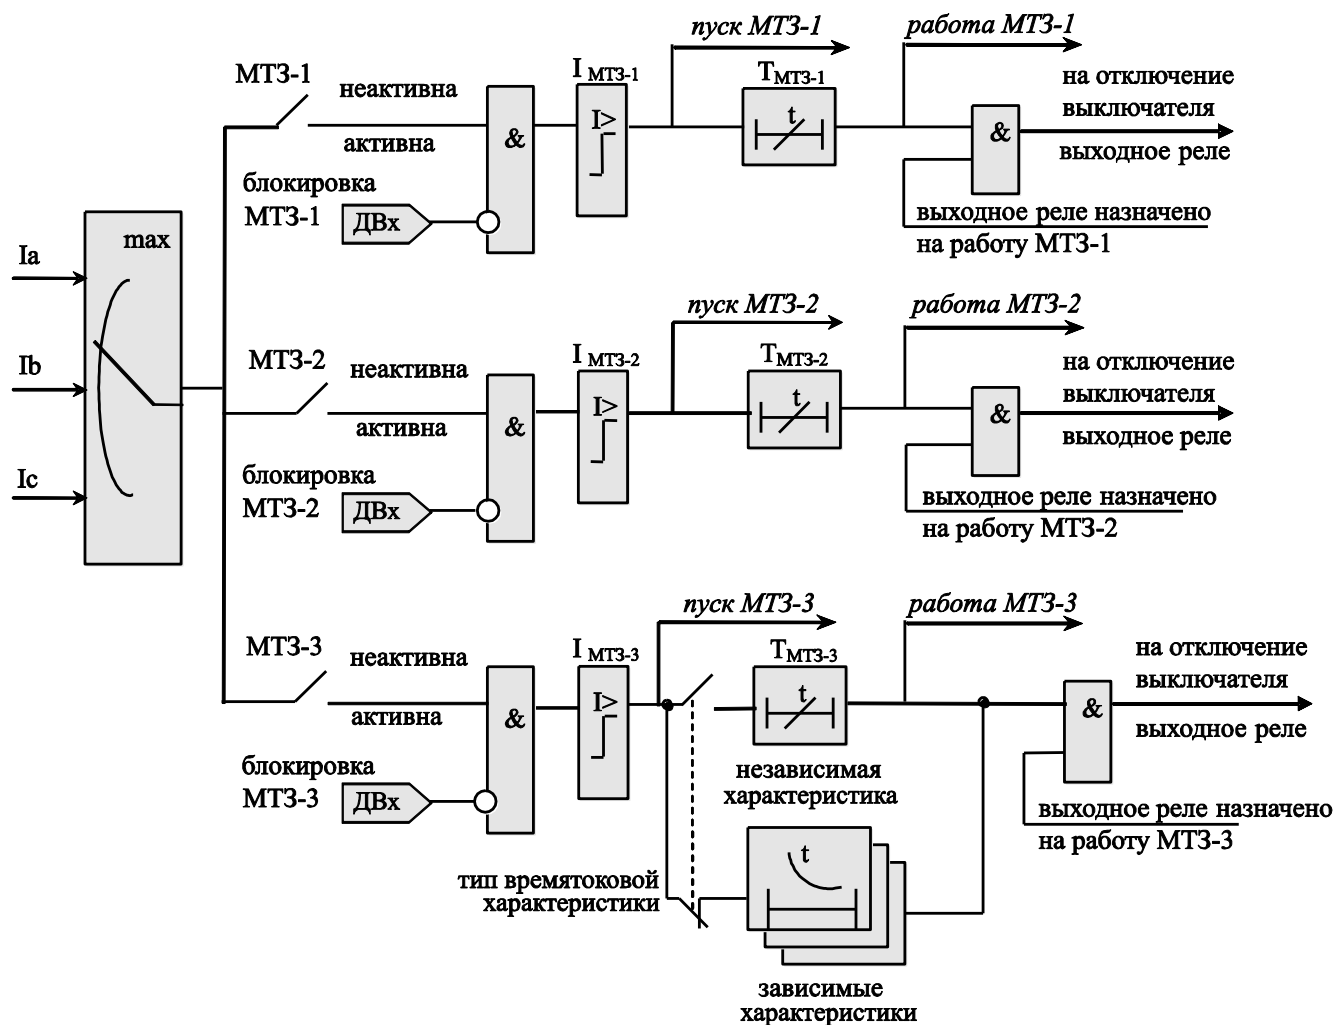 max
Ia
Ib
Ic
МТЗ-1
неактивна
активна
блокировка
МТЗ-1
ДВх
&
I МТЗ-1
I>
пуск МТЗ-1
TМТЗ-1
t
работа МТЗ-1
&
на отключение
выключателя
выходное реле
выходное реле назначено
на работу МТЗ-1
МТЗ-2
неактивна
активна
блокировка
МТЗ-2
ДВх
&
I МТЗ-2
I>
пуск МТЗ-2
TМТЗ-2
t
работа МТЗ-2
&
на отключение
выключателя
выходное реле
выходное реле назначено
на работу МТЗ-2
МТЗ-3
неактивна
активна
блокировка
МТЗ-3
ДВх
&
I МТЗ-3
I>
пуск МТЗ-3
TМТЗ-3
t
независимая
характеристика
работа МТЗ-3
&
на отключение
выключателя
выходное реле
выходное реле назначено
на работу МТЗ-3
тип времятоковой
характеристики
t
зависимые
характеристики